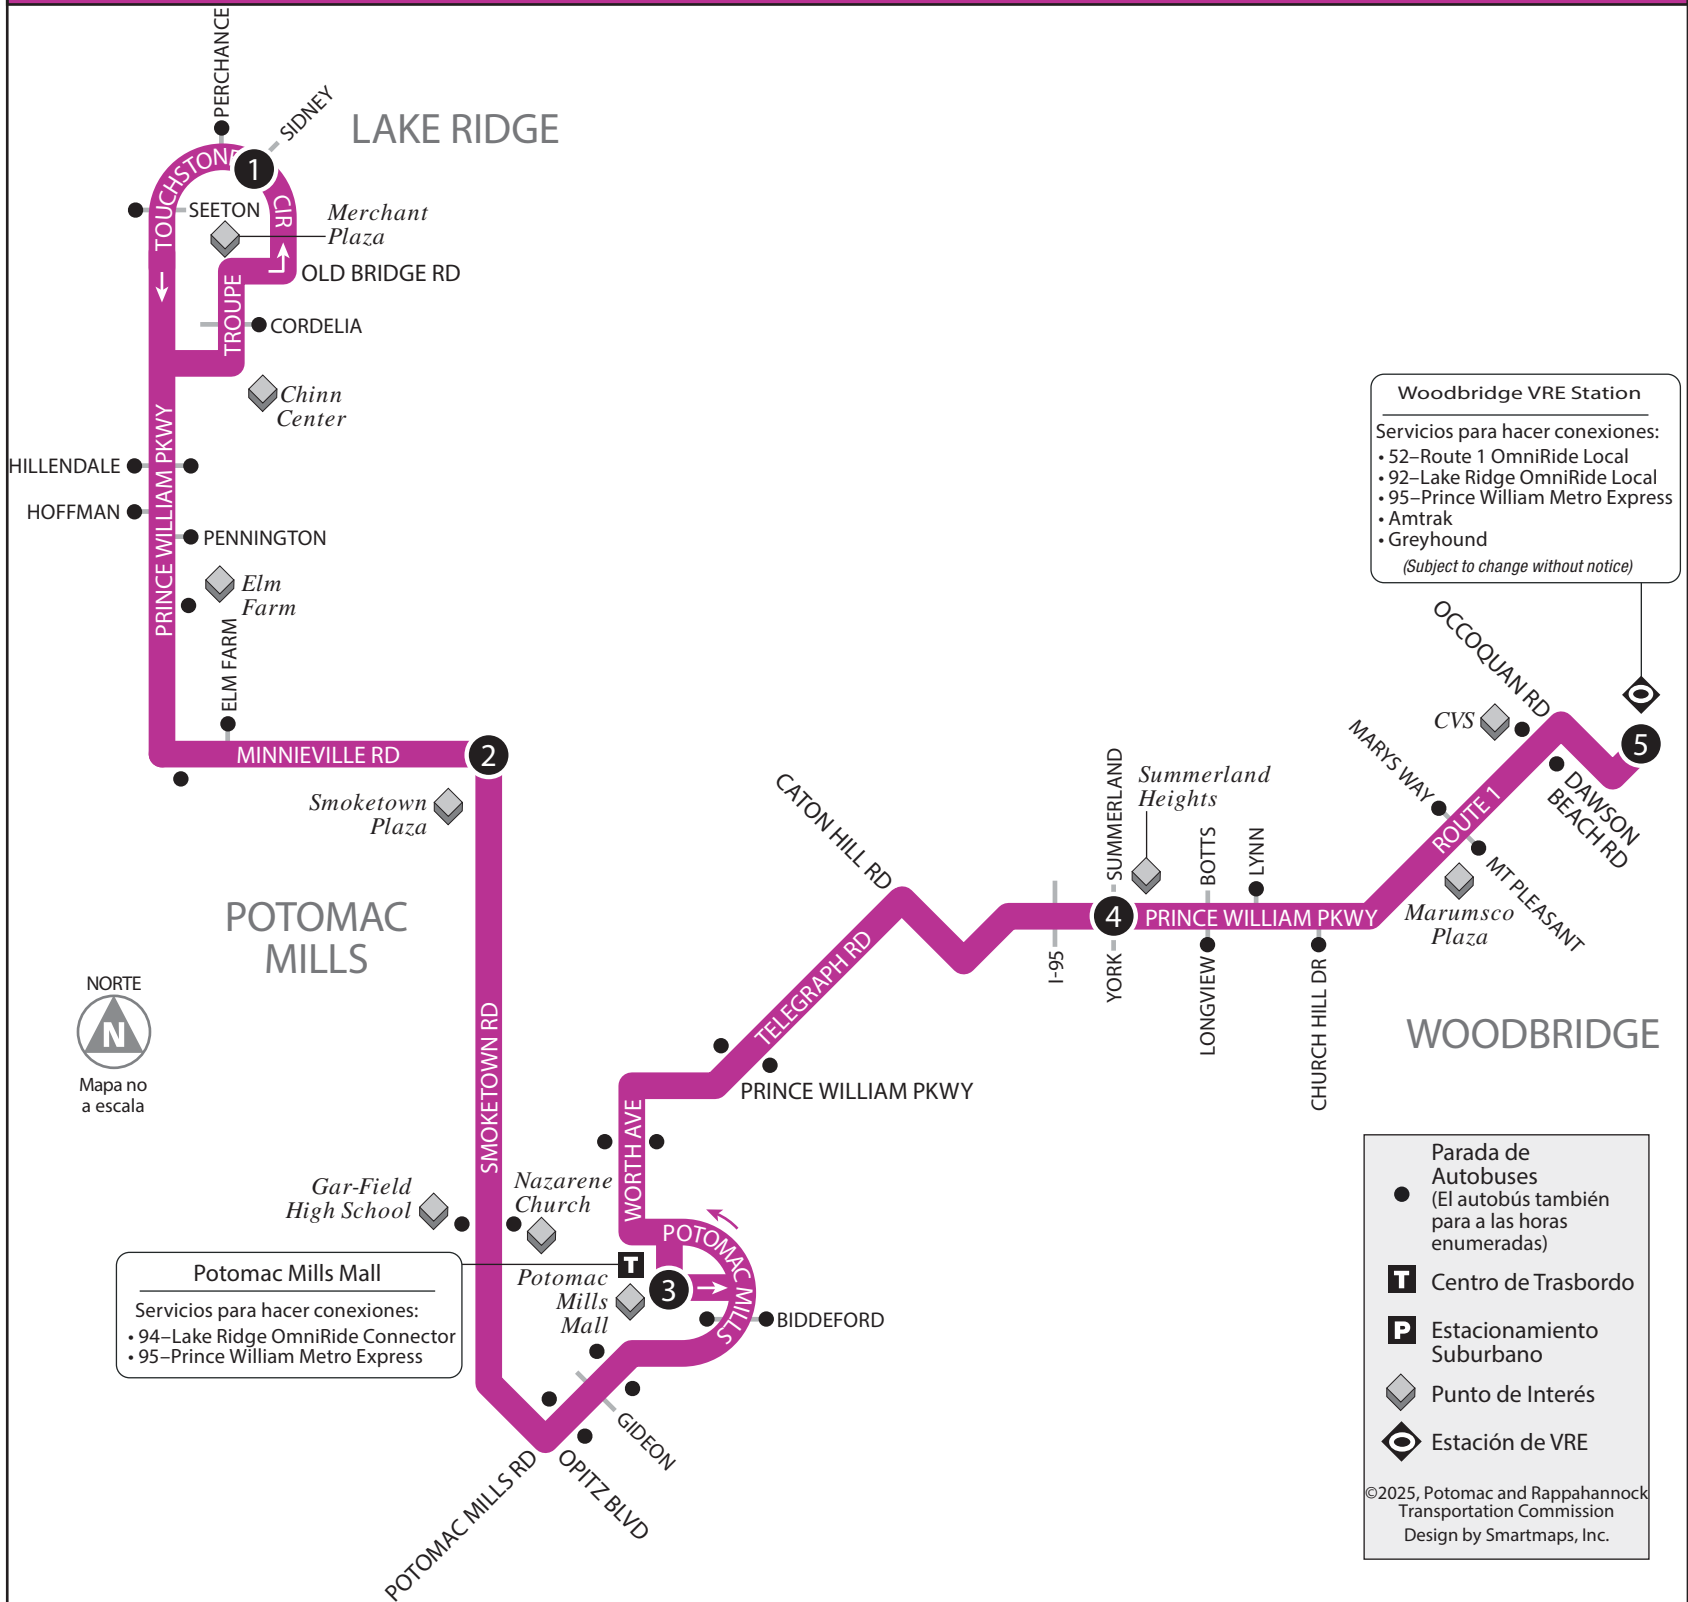 PERCHANCE
SIDNEY
LAKE RIDGE
TOUCHSTONE
1
CIR
SEETON
Merchant
Plaza
OLD BRIDGE RD
TROUPE
CORDELIA
Chinn
Center
PRINCE WILLIAM PKWY
HILLENDALE
HOFFMAN
PENNINGTON
Elm
Farm
ELM FARM
MINNIEVILLE RD
2
Smoketown
Plaza
POTOMAC
MILLS
NORTE
N
Mapa no
a escala
SMOKETOWN RD
Gar-Field
High School
Nazarene
Church
Potomac Mills Mall
Servicios para hacer conexiones:
• 94–Lake Ridge OmniRide Connector
• 95–Prince William Metro Express
T
Potomac
Mills
Mall
3
POTOMAC MILLS
BIDDEFORD
GIDEON
OPITZ BLVD
POTOMAC MILLS RD
WORTH AVE
PRINCE WILLIAM PKWY
TELEGRAPH RD
CATON HILL RD
I-95
4
SUMMERLAND
YORK
Summerland
Heights
PRINCE WILLIAM PKWY
BOTTS
LONGVIEW
LYNN
CHURCH HILL DR
ROUTE 1
MARYS WAY
MT PLEASANT
Marumsco
Plaza
CVS
OCCOQUAN RD
DAWSON
BEACH RD
5
WOODBRIDGE
Woodbridge VRE Station
Servicios para hacer conexiones:
• 52–Route 1 OmniRide Local
• 92–Lake Ridge OmniRide Local
• 95–Prince William Metro Express
• Amtrak
• Greyhound
(Subject to change without notice)
Parada de
Autobuses
(El autobús también
para a las horas
enumeradas)
T Centro de Trasbordo
P Estacionamiento
Suburbano
Punto de Interés
Estación de VRE
©2025, Potomac and Rappahannock
Transportation Commission
Design by Smartmaps, Inc.